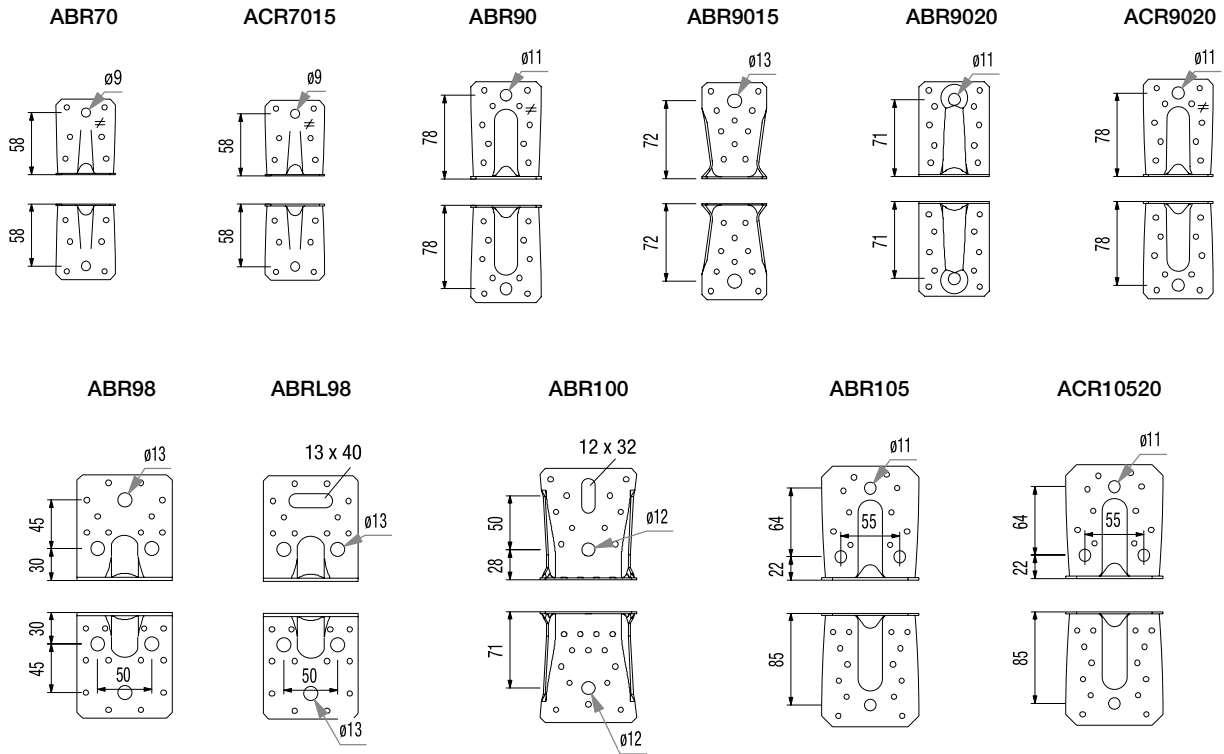 ABR70
ACR7015
ABR90
ABR9015
ABR9020
ACR9020
ø9
ø9
ø11
ø13
ø11
ø11
≠
≠
≠
≠
58
58
78
72
71
78
58
58
78
72
71
78
ABR98
ABRL98
ABR100
ABR105
ACR10520
ø13
13 x 40
12 x 32
ø11
ø11
45
30
ø13
50
28
ø12
64
55
22
64
55
22
30
45
50
50
ø13
71
ø12
85
85